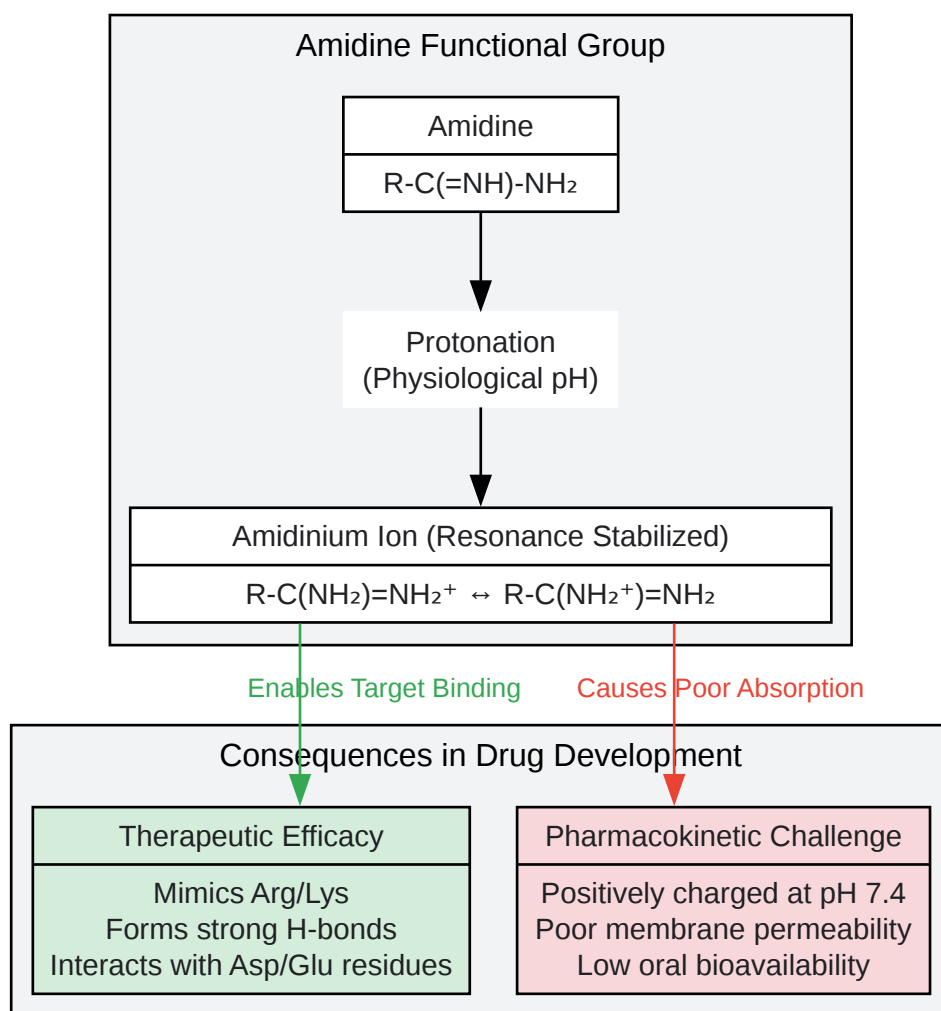 Amidine Functional Group
Amidine
R-C(=NH)-NH₂
Protonation
(Physiological pH)
Amidinium Ion (Resonance Stabilized)
R-C(NH₂)=NH₂⁺ ↔ R-C(NH₂⁺)=NH₂
Enables Target Binding
Causes Poor Absorption
Consequences in Drug Development
Therapeutic Efficacy
Mimics Arg/Lys
Forms strong H-bonds
Interacts with Asp/Glu residues
Pharmacokinetic Challenge
Positively charged at pH 7.4
Poor membrane permeability
Low oral bioavailability